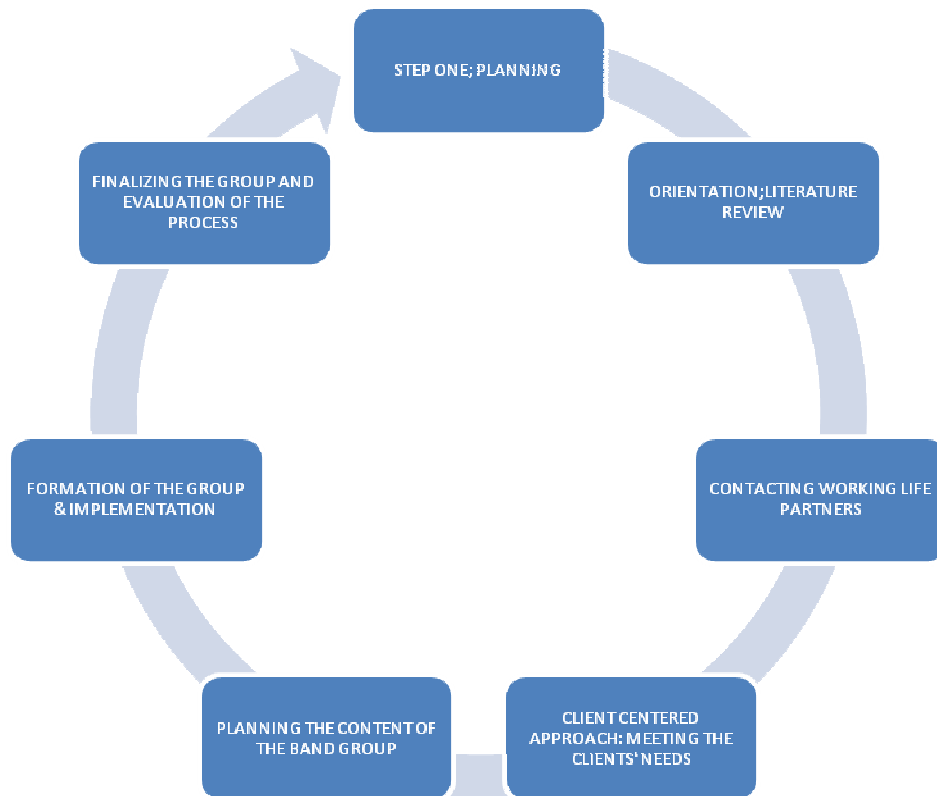 STEP ONE; PLANNING
ORIENTATION;LITERATURE
REVIEW
CONTACTING WORKING LIFE
PARTNERS
CLIENT CENTERED
APPROACH: MEETING THE
CLIENTS' NEEDS
PLANNING THE CONTENT OF
THE BAND GROUP
FORMATION OF THE GROUP
& IMPLEMENTATION
FINALIZING THE GROUP AND
EVALUATION OF THE
PROCESS